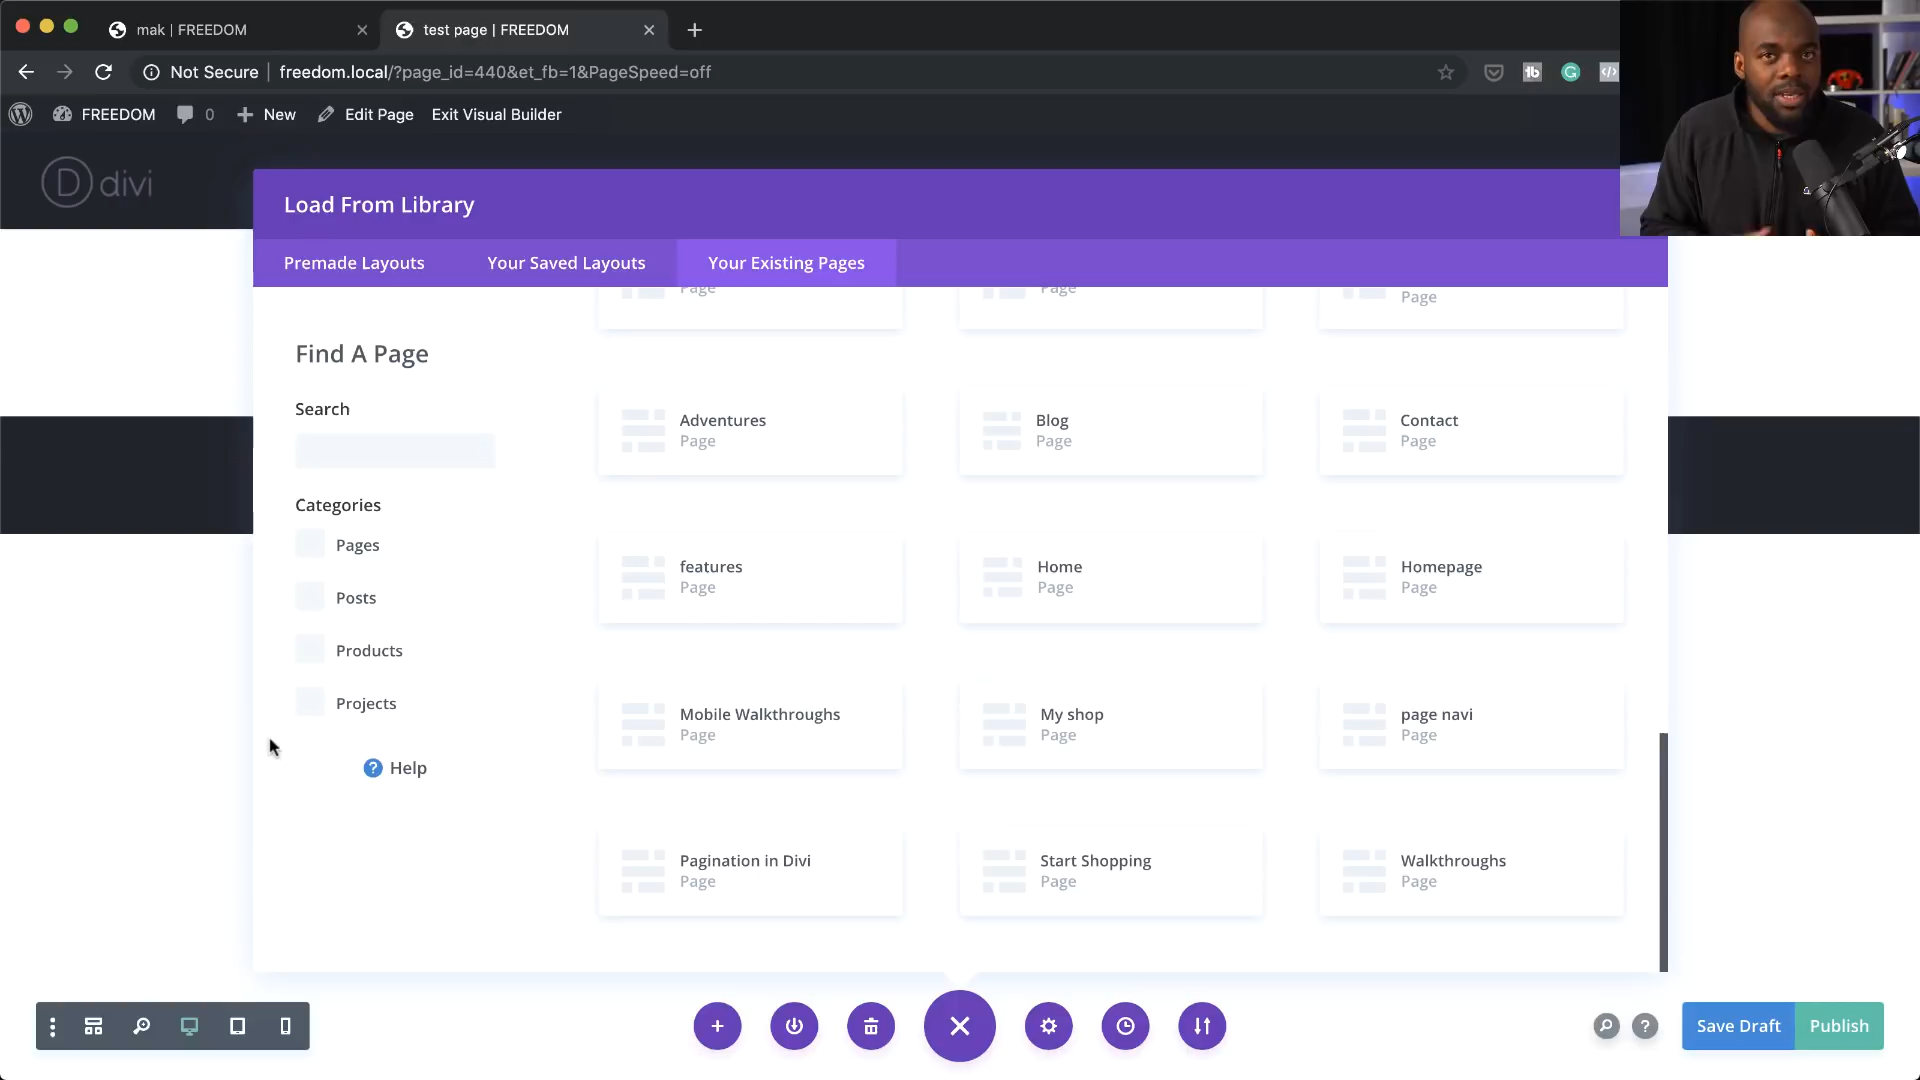 mak | FREEDOM
test page | FREEDOM
Not Secure | freedom.local/?page_id=440&et_fb=1&PageSpeed=off
FREEDOM 0 New Edit Page Exit Visual Builder
D divi
Load From Library
Premade Layouts Your Saved Layouts Your Existing Pages
Page Page Page
Find A Page
Search
Categories
Pages
Posts
Products
Projects
? Help
Adventures
Page
Blog
Page
Contact
Page
features
Page
Home
Page
Homepage
Page
Mobile Walkthroughs
Page
My shop
Page
page navi
Page
Pagination in Divi
Page
Start Shopping
Page
Walkthroughs
Page
? Save Draft Publish